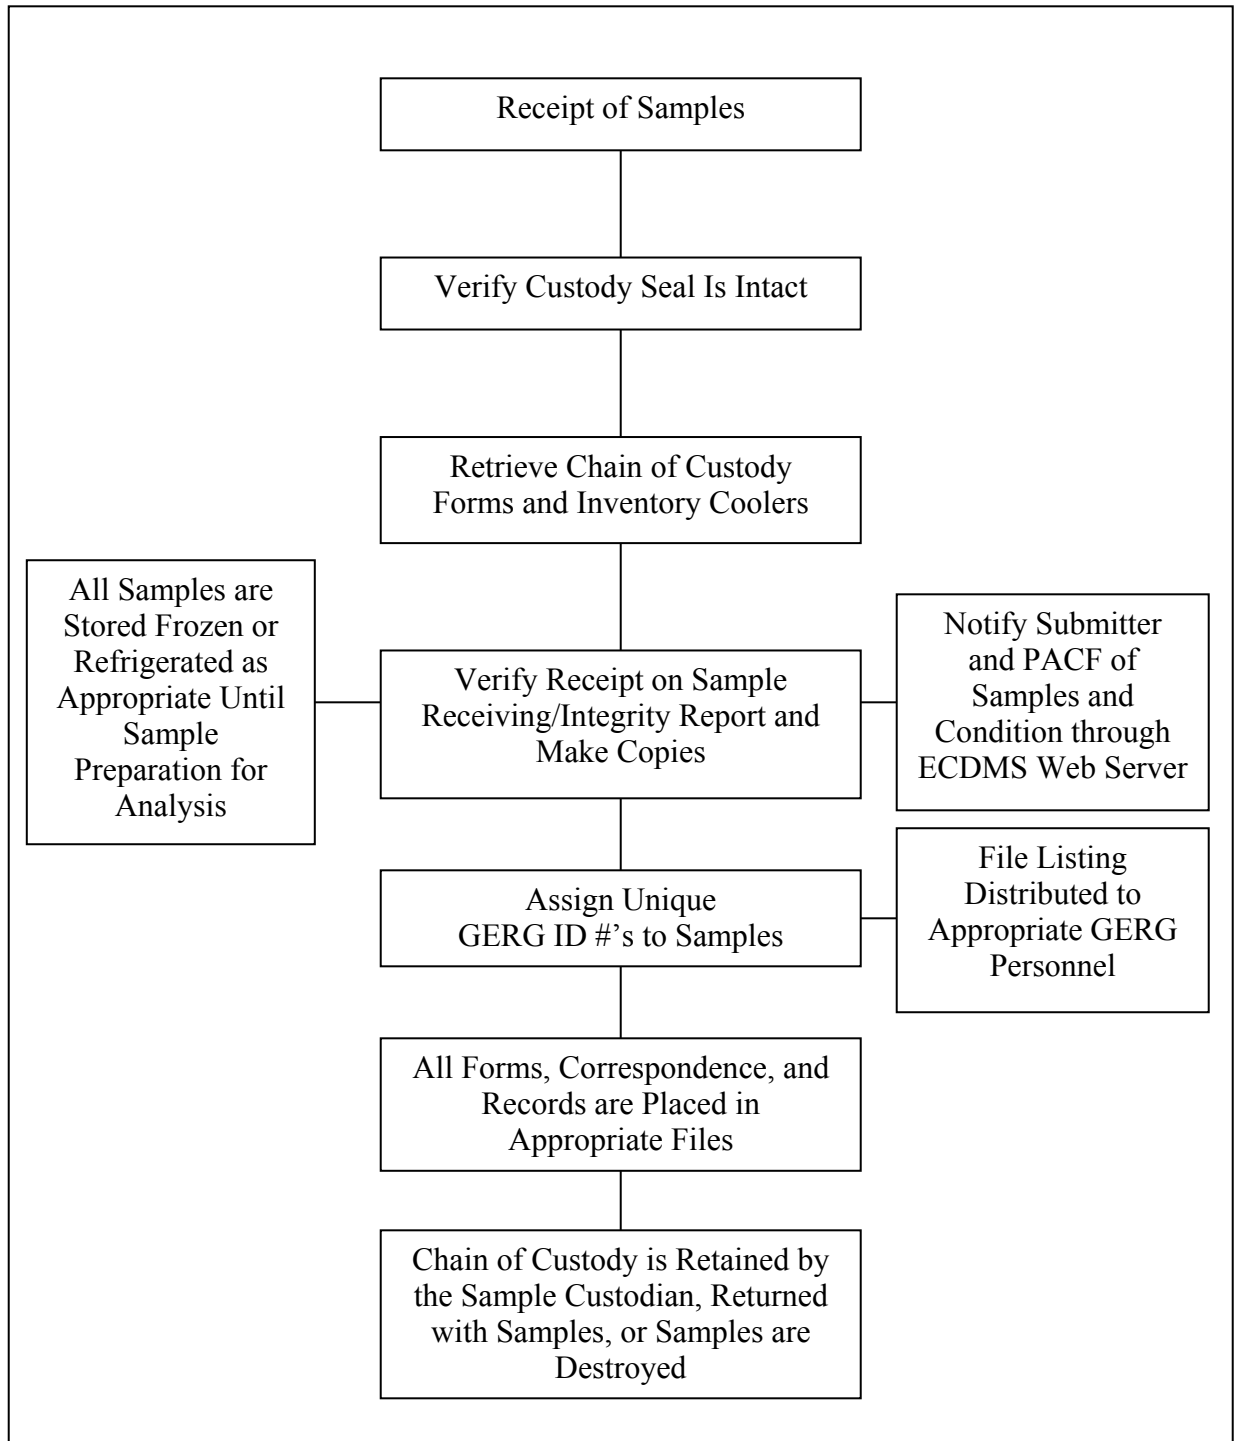 Receipt of Samples
Verify Custody Seal Is Intact
Retrieve Chain of Custody
Forms and Inventory Coolers
All Samples are
Stored Frozen or
Refrigerated as
Appropriate Until
Sample
Preparation for
Analysis
Verify Receipt on Sample
Receiving/Integrity Report and
Make Copies
Notify Submitter
and PACF of
Samples and
Condition through
ECDMS Web Server
Assign Unique
GERG ID #'s to Samples
File Listing
Distributed to
Appropriate GERG
Personnel
All Forms, Correspondence, and
Records are Placed in
Appropriate Files
Chain of Custody is Retained by
the Sample Custodian, Returned
with Samples, or Samples are
Destroyed